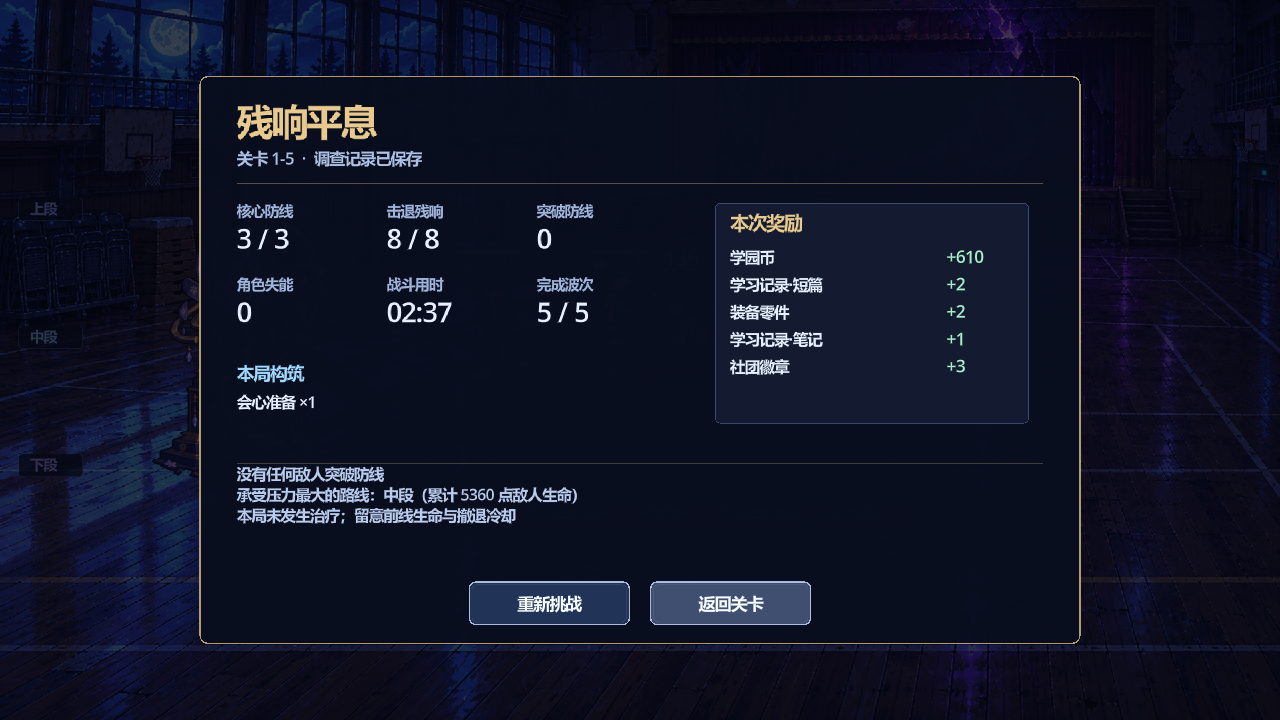 残响平息
关卡 1-5 · 调查记录已保存
核心防线 击退残响 突破防线
3 / 3 8 / 8 0
角色失能 战斗用时 完成波次
0 02:37 5 / 5
本局构筑
会心准备 ×1
本次奖励
学园币 +610
学习记录·短篇 +2
装备零件 +2
学习记录·笔记 +1
社团徽章 +3
没有任何敌人突破防线
承受压力最大的路线：中段（累计 5360 点敌人生命）
本局未发生治疗；留意前线生命与撤退冷却
重新挑战 返回关卡
上段
中段
下段